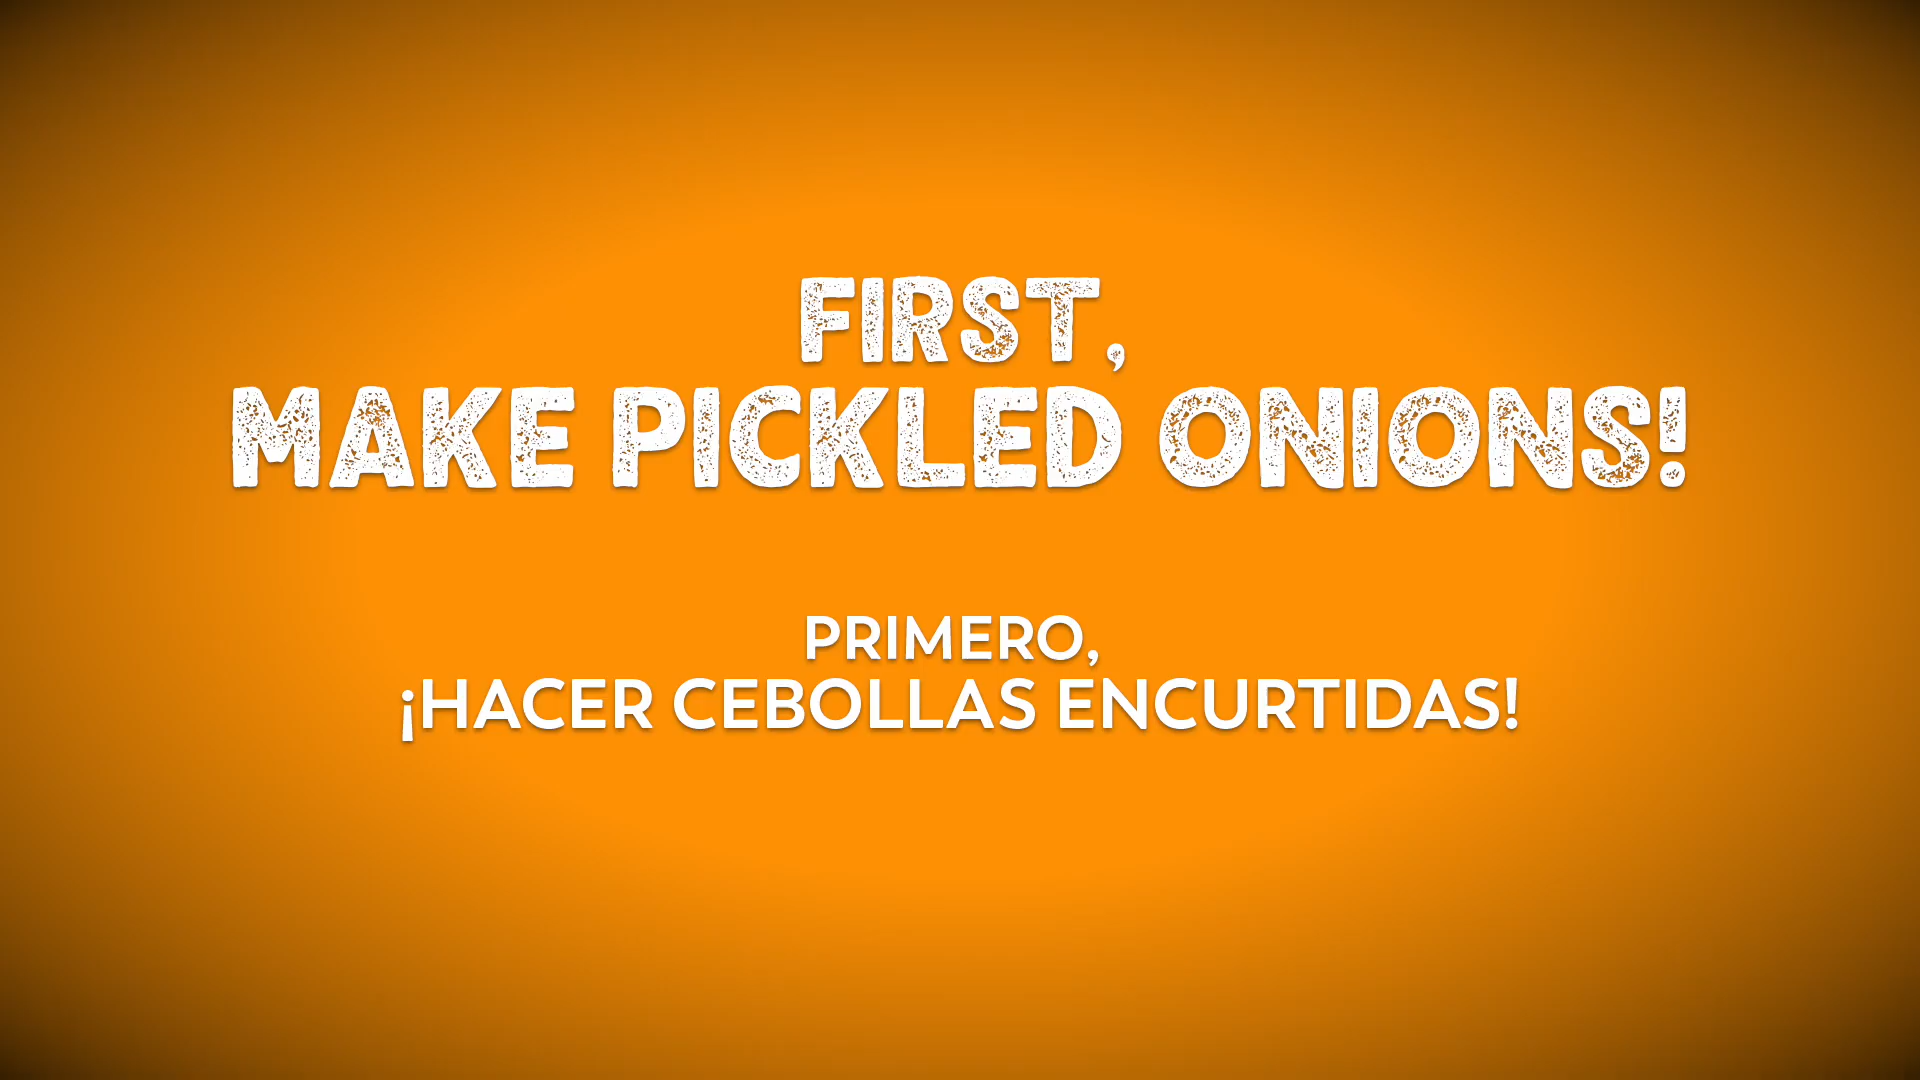 FIRST,
MAKE PICKLED ONIONS!
PRIMERO,
¡HACER CEBOLLAS ENCURTIDAS!